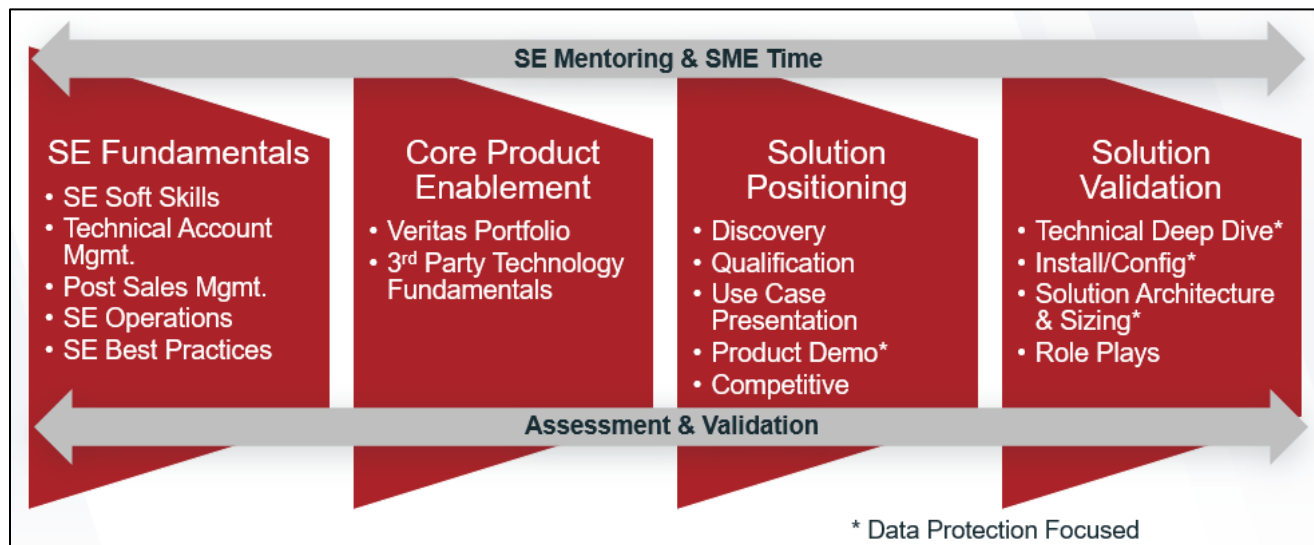 SE Mentoring & SME Time
SE Fundamentals
• SE Soft Skills
• Technical Account
Mgmt.
• Post Sales Mgmt.
• SE Operations
• SE Best Practices
Core Product
Enablement
• Veritas Portfolio
• 3rd Party Technology
Fundamentals
Solution
Positioning
• Discovery
• Qualification
• Use Case
Presentation
• Product Demo*
• Competitive
Solution
Validation
• Technical Deep Dive*
• Install/Config*
• Solution Architecture
& Sizing*
• Role Plays
Assessment & Validation
* Data Protection Focused